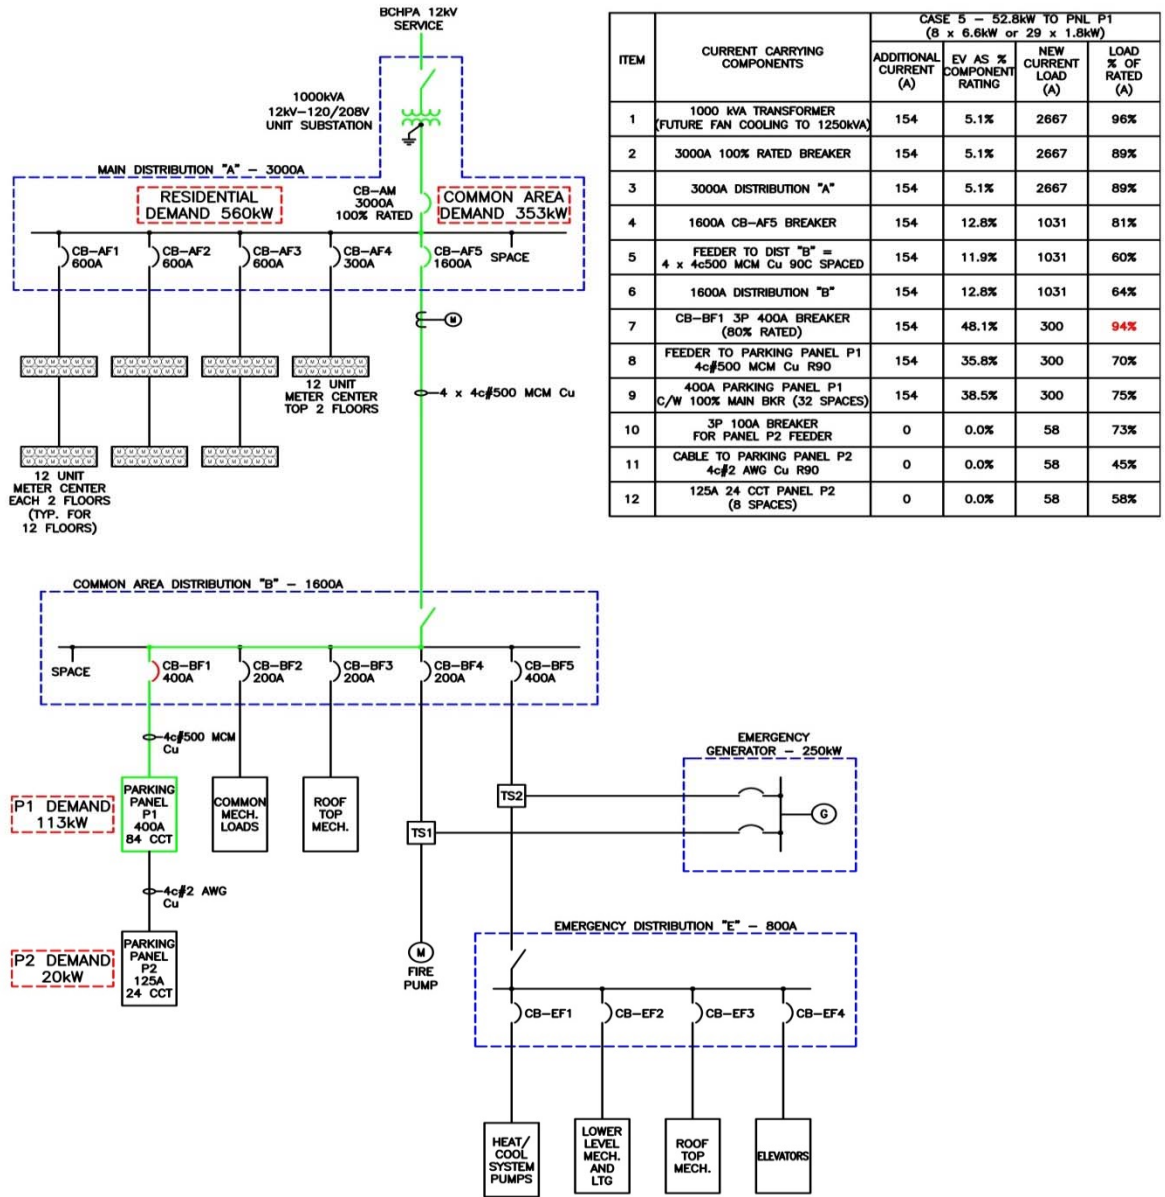 BCHPA 12kV
SERVICE
1000kVA
12kV-120/208V
UNIT SUBSTATION
MAIN DISTRIBUTION "A" - 3000A
RESIDENTIAL
DEMAND 560kW
CB-AM
3000A
100% RATED
COMMON AREA
DEMAND 353kW
CB-AF1
600A
CB-AF2
600A
CB-AF3
600A
CB-AF4
300A
CB-AF5
1600A
SPACE
M
M M M M M M
M M M M M M
M M M M M M
M M M M M M
M M M M M M
M M M M M M
M M M M M M
M M M M M M
12 UNIT
METER CENTER
TOP 2 FLOORS
4 x 4c#500 MCM Cu
M M M M M M
M M M M M M
M M M M M M
M M M M M M
M M M M M M
M M M M M M
12 UNIT
METER CENTER
EACH 2 FLOORS
(TYP. FOR
12 FLOORS)
CASE 5 - 52.8kW TO PNL P1
(8 x 6.6kW or 29 x 1.8kW)
ITEM
CURRENT CARRYING
COMPONENTS
ADDITIONAL
CURRENT
(A)
EV AS %
COMPONENT
RATING
NEW
CURRENT
LOAD
(A)
LOAD
% OF
RATED
(A)
1 1000 kVA TRANSFORMER
(FUTURE FAN COOLING TO 1250kVA) 154 5.1% 2667 96%
2 3000A 100% RATED BREAKER 154 5.1% 2667 89%
3 3000A DISTRIBUTION "A" 154 5.1% 2667 89%
4 1600A CB-AF5 BREAKER 154 12.8% 1031 81%
5 FEEDER TO DIST "B" =
4 x 4c500 MCM Cu 90C SPACED 154 11.9% 1031 60%
6 1600A DISTRIBUTION "B" 154 12.8% 1031 64%
7 CB-BF1 3P 400A BREAKER
(80% RATED) 154 48.1% 300 94%
8 FEEDER TO PARKING PANEL P1
4c#500 MCM Cu R90 154 35.8% 300 70%
9 400A PARKING PANEL P1
C/W 100% MAIN BKR (32 SPACES) 154 38.5% 300 75%
10 3P 100A BREAKER
FOR PANEL P2 FEEDER 0 0.0% 58 73%
11 CABLE TO PARKING PANEL P2
4c#2 AWG Cu R90 0 0.0% 58 45%
12 125A 24 CCT PANEL P2
(8 SPACES) 0 0.0% 58 58%
COMMON AREA DISTRIBUTION "B" - 1600A
SPACE
CB-BF1
400A
CB-BF2
200A
CB-BF3
200A
CB-BF4
200A
CB-BF5
400A
4c#500 MCM
Cu
P1 DEMAND
113kW
PARKING
PANEL
P1
400A
84 CCT
COMMON
MECH.
LOADS
ROOF
TOP
MECH.
TS1
TS2
EMERGENCY
GENERATOR - 250kW
G
4c#2 AWG
Cu
P2 DEMAND
20kW
PARKING
PANEL
P2
125A
24 CCT
M
FIRE
PUMP
EMERGENCY DISTRIBUTION "E" - 800A
CB-EF1
CB-EF2
CB-EF3
CB-EF4
HEAT/
COOL
SYSTEM
PUMPS
LOWER
LEVEL
MECH.
AND
LTG
ROOF
TOP
MECH.
ELEVATORS